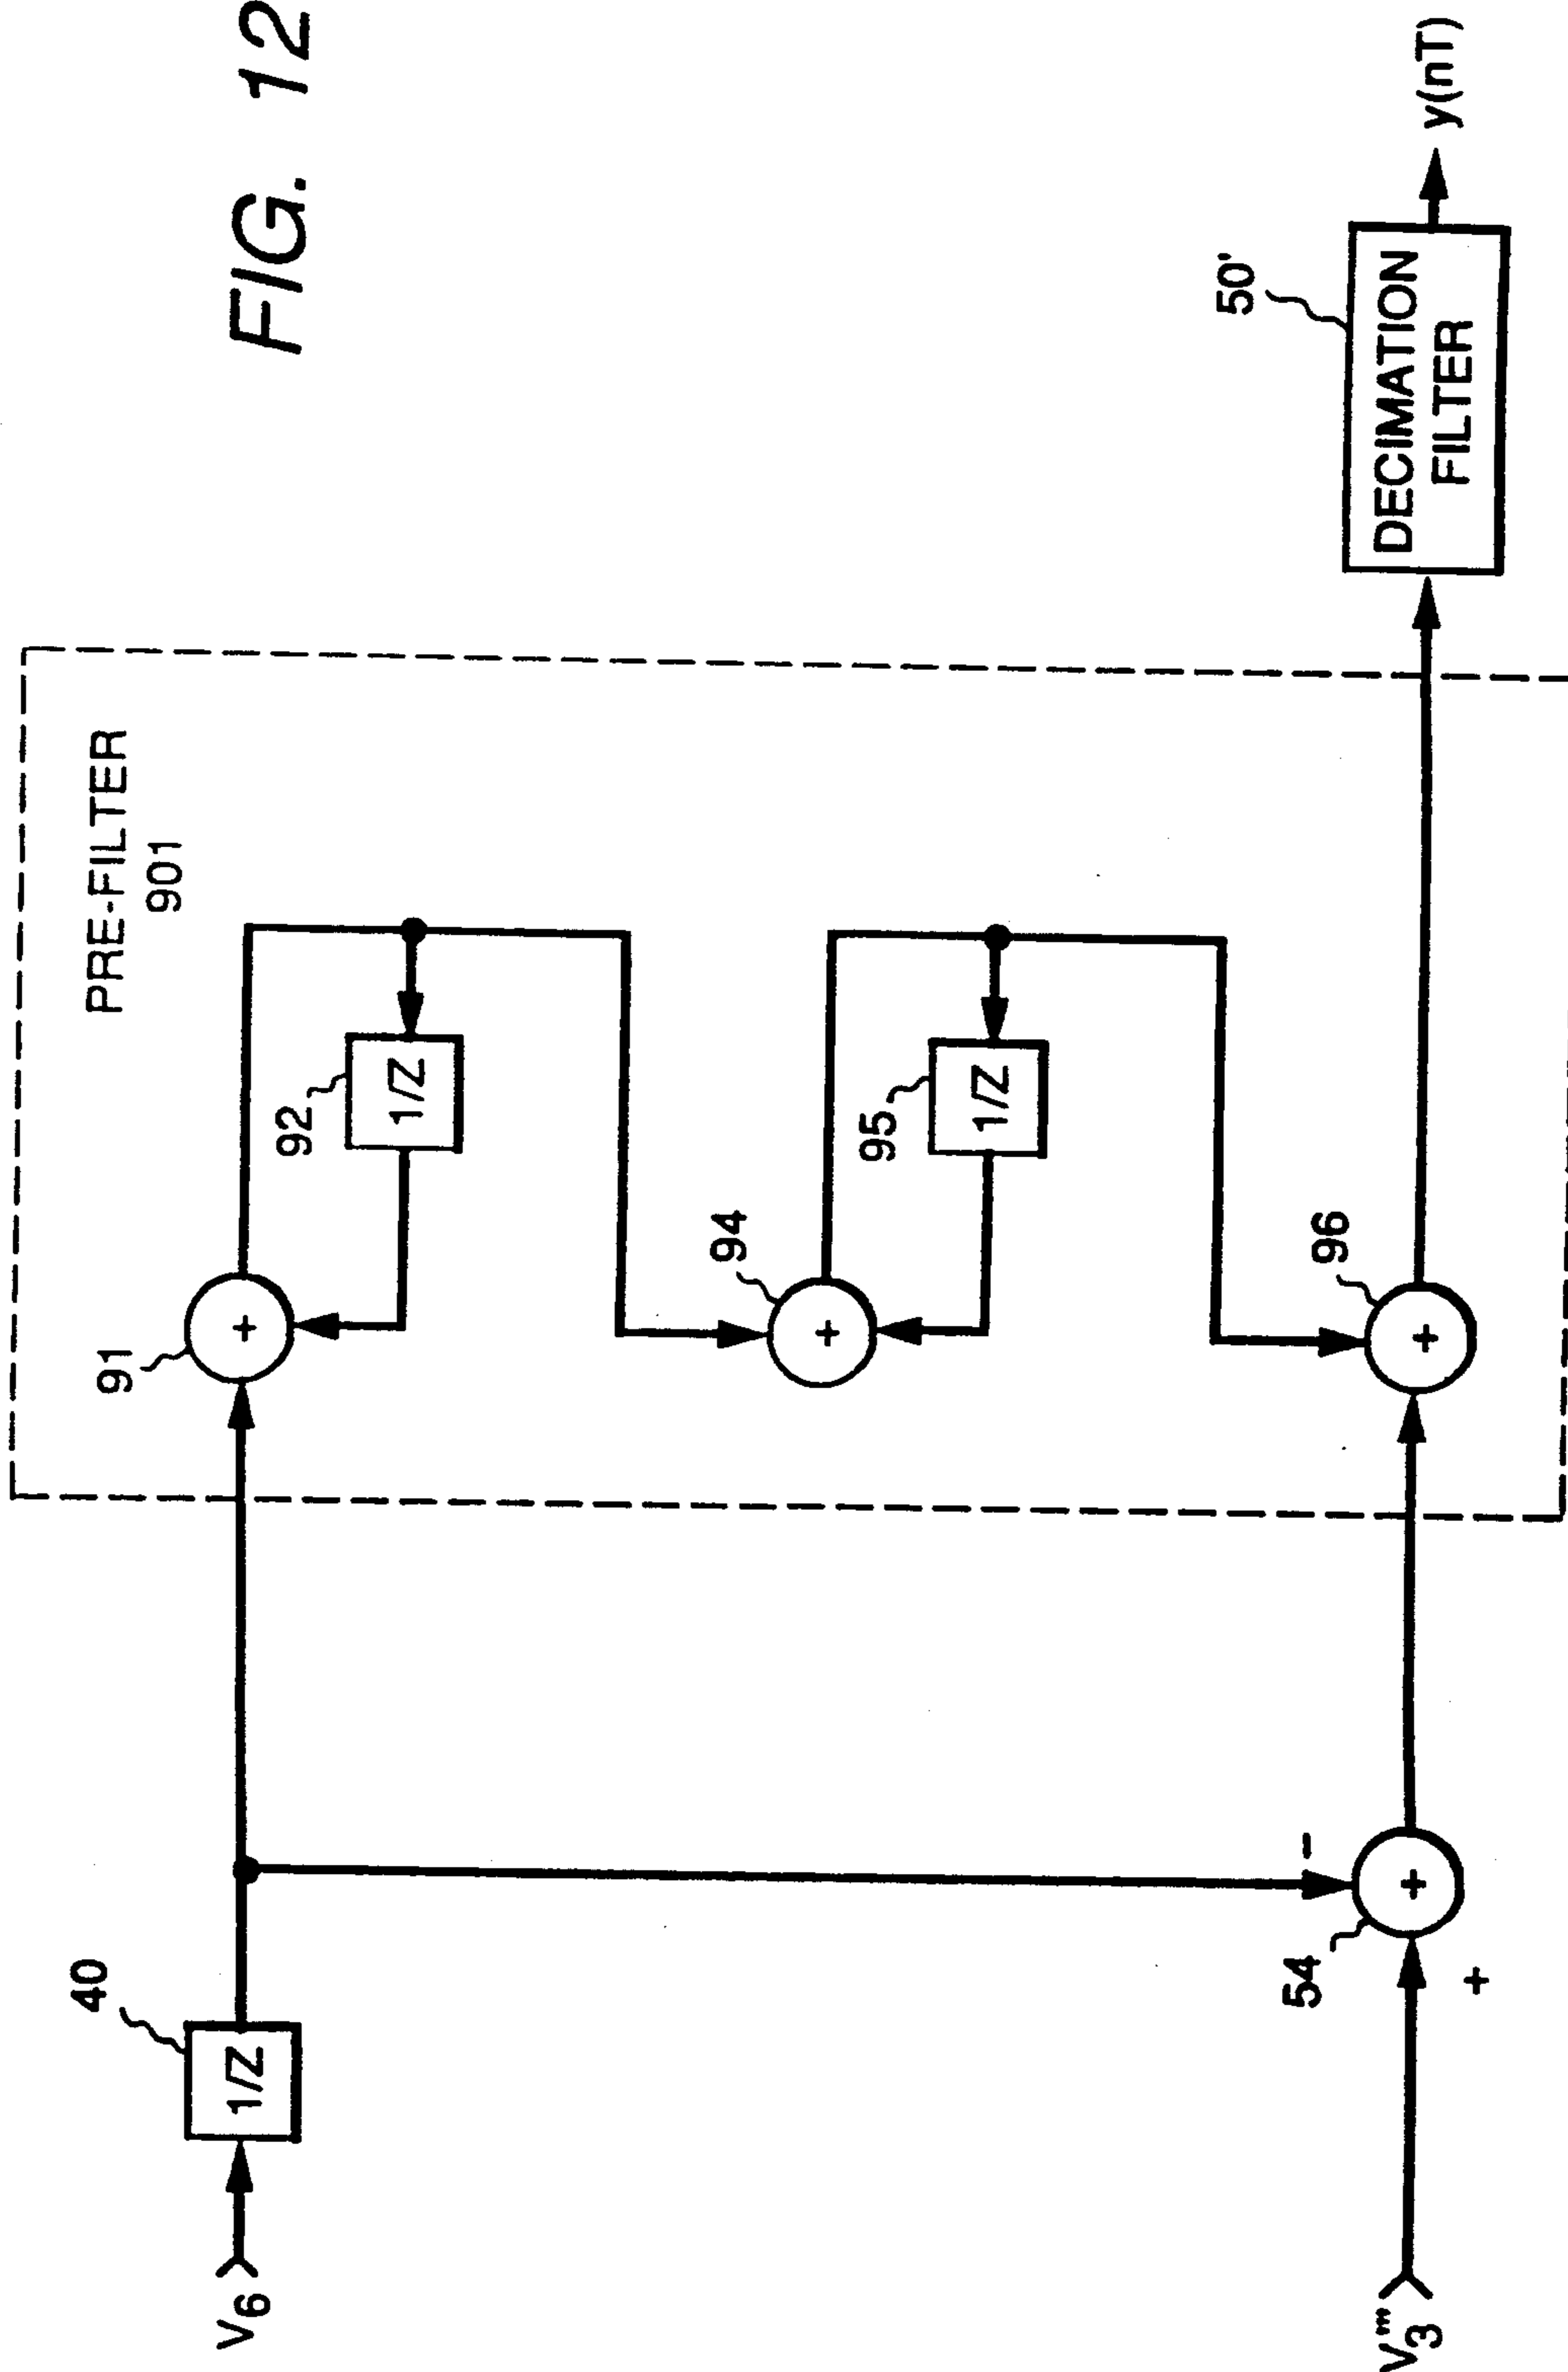 FIG. 12
PRE-FILTER
901
V6
1/Z
40
91
+
1/Z
92
94
+
1/Z
95
V3'''
+
-
54
+
96
+
DECIMATION
FILTER
50'
y(nT)